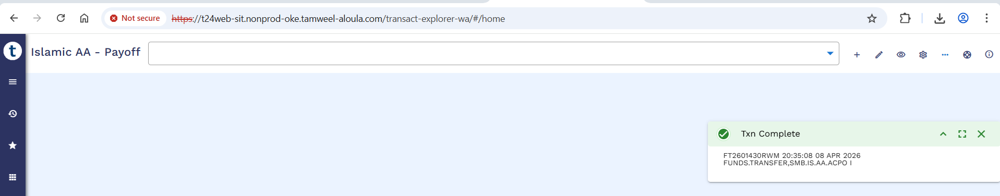 Not secure https://t24web-sit.nonprod-oke.tamweel-aloula.com/transact-explorer-wa/#/home
t
Islamic AA - Payoff
Txn Complete
FT2601430RWM 20:35:08 08 APR 2026
FUNDS.TRANSFER,SMB.IS.AA.ACPO I